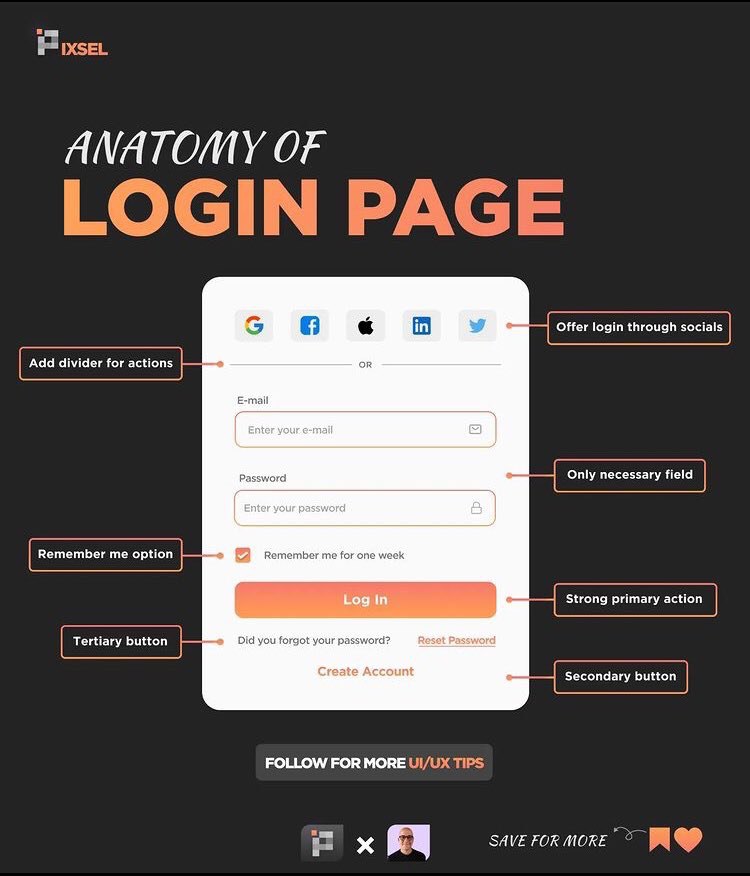 PIXSEL
ANATOMY OF
LOGIN PAGE
Offer login through socials
Add divider for actions
OR
E-mail
Enter your e-mail
Only necessary field
Password
Enter your password
Remember me option
Remember me for one week
Log In
Strong primary action
Tertiary button
Did you forgot your password? Reset Password
Create Account
Secondary button
FOLLOW FOR MORE UI/UX TIPS
SAVE FOR MORE